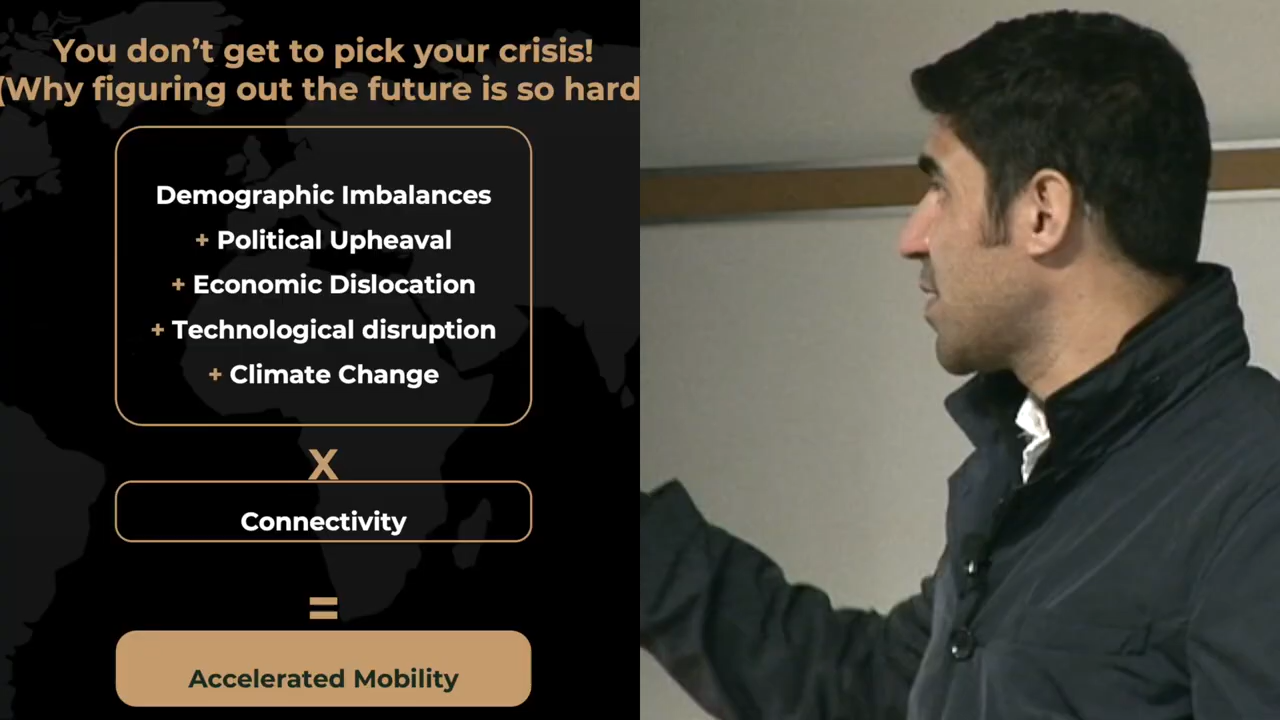 You don't get to pick your crisis!
(Why figuring out the future is so hard
Demographic Imbalances
+ Political Upheaval
+ Economic Dislocation
+ Technological disruption
+ Climate Change
X
Connectivity
=
Accelerated Mobility